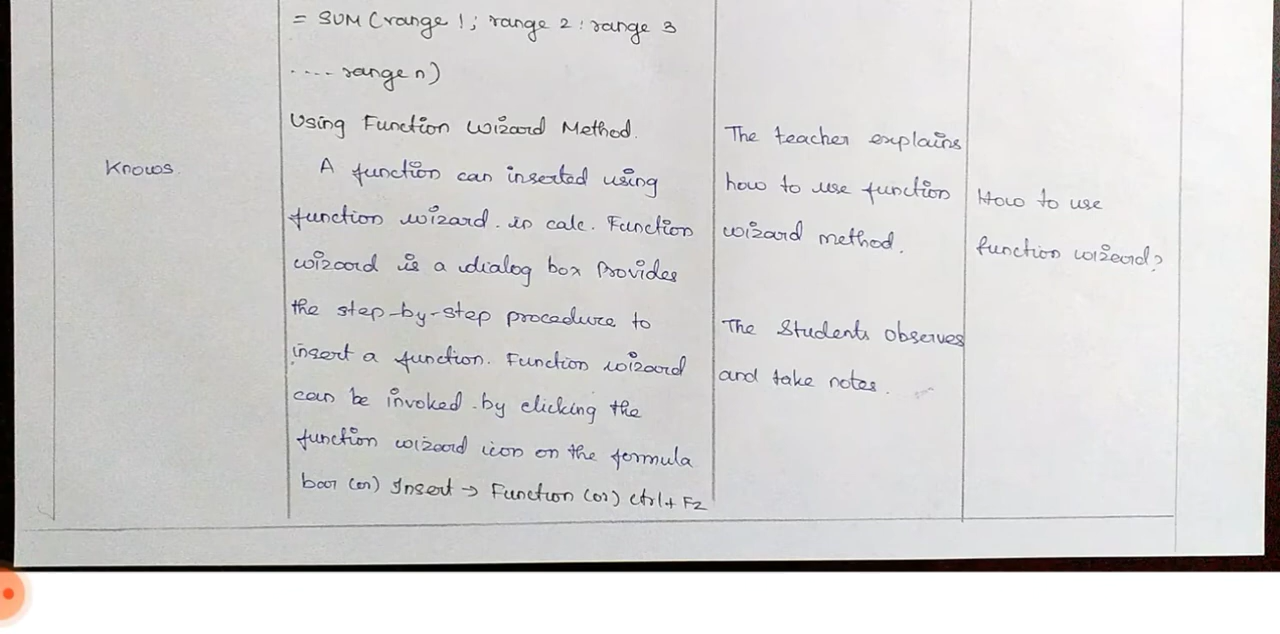 = SUM (range 1; range 2 : range 3
.... range n)
Using Function Wizard Method.
Knows.
A function can inserted using
function wizard. in calc. Function
wizard is a dialog box Provides
the step-by-step procedure to
insert a function. Function wizard
can be invoked by clicking the
function wizard icon on the formula
bar (or) Insert → Function (or) ctrl + F2
The teacher explains
how to use function
wizard method.
The Students observes
and take notes.
How to use
function wizard?